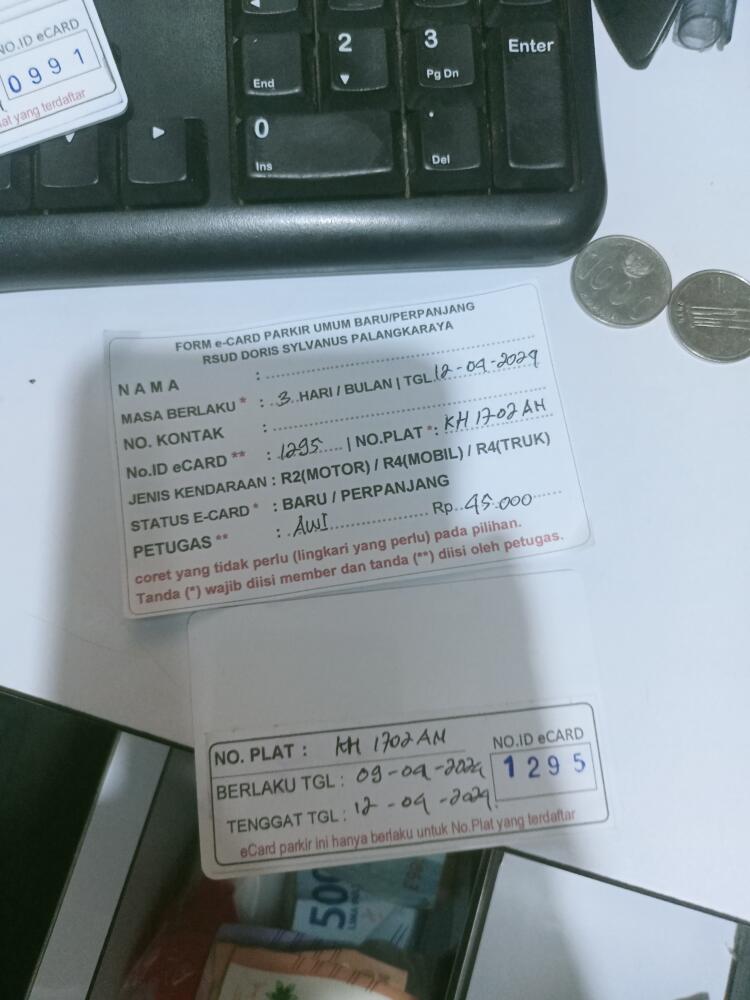 NO.ID eCARD
0991
at yang terdaftar
2
3
Enter
End
Pg Dn
0
Ins
.
Del
1000
FORM e-CARD PARKIR UMUM BARU/PERPANJANG
RSUD DORIS SYLVANUS PALANGKARAYA
NAMA :
MASA BERLAKU * : 3 HARI / BULAN | TGL. 12-09-2024
NO. KONTAK :
No.ID eCARD ** : 1295 | NO.PLAT *: KH 1702 AM
JENIS KENDARAAN : R2(MOTOR) / R4(MOBIL) / R4(TRUK)
STATUS E-CARD * : BARU / PERPANJANG
PETUGAS ** : AWI Rp. 45.000
coret yang tidak perlu (lingkari yang perlu) pada pilihan.
Tanda (*) wajib diisi member dan tanda (**) diisi oleh petugas.
NO. PLAT : KH 1702 AM
NO.ID eCARD
1295
BERLAKU TGL : 09-09-2024
TENGGAT TGL : 12-09-2024
eCard parkir ini hanya berlaku untuk No.Plat yang terdaftar